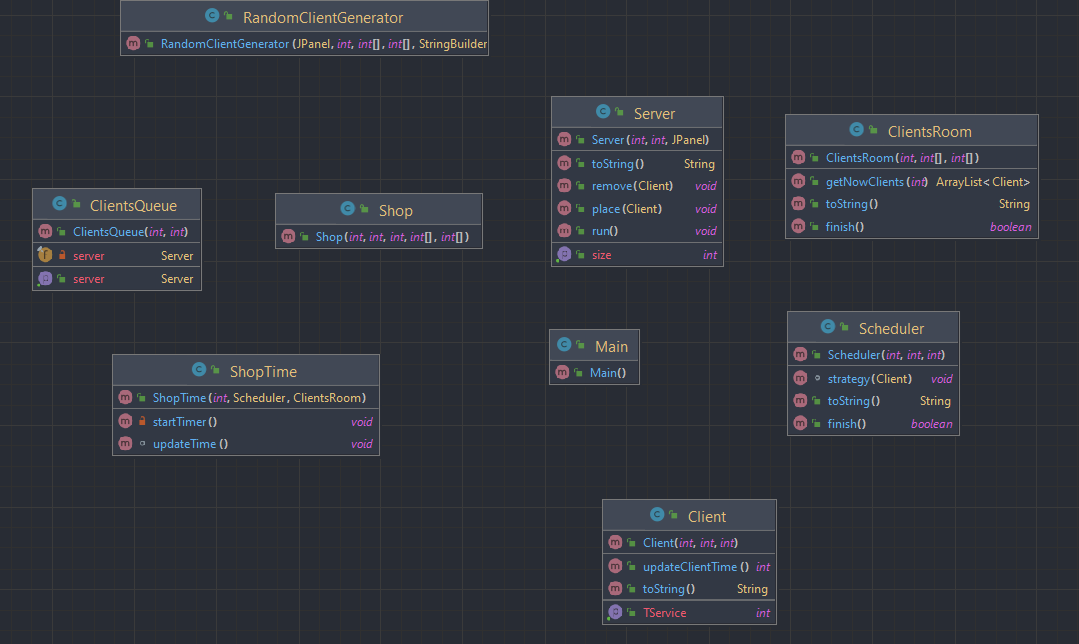 RandomClientGenerator
RandomClientGenerator(JPanel, int, int[], int[], StringBuilder
Server
Server(int, int, JPanel)
toString() String
remove(Client) void
place(Client) void
run() void
size int
ClientsRoom
ClientsRoom(int, int[], int[])
getNowClients(int) ArrayList<Client>
toString() String
finish() boolean
ClientsQueue
ClientsQueue(int, int)
server Server
server Server
Shop
Shop(int, int, int, int[], int[])
Scheduler
Scheduler(int, int, int)
strategy(Client) void
toString() String
finish() boolean
Main
Main()
ShopTime
ShopTime(int, Scheduler, ClientsRoom)
startTimer() void
updateTime() void
Client
Client(int, int, int)
updateClientTime() int
toString() String
TService int